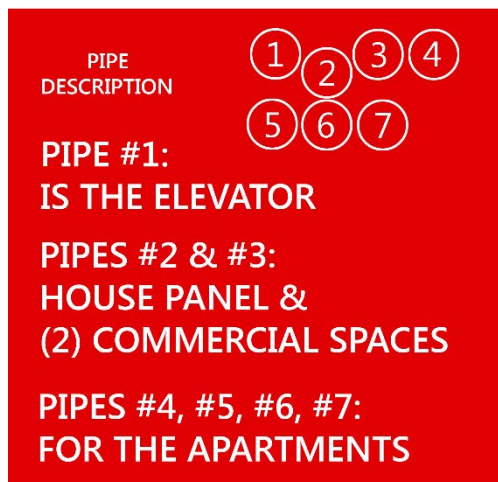 PIPE
DESCRIPTION
1 2 3 4
5 6 7
PIPE #1:
IS THE ELEVATOR
PIPES #2 & #3:
HOUSE PANEL &
(2) COMMERCIAL SPACES
PIPES #4, #5, #6, #7:
FOR THE APARTMENTS